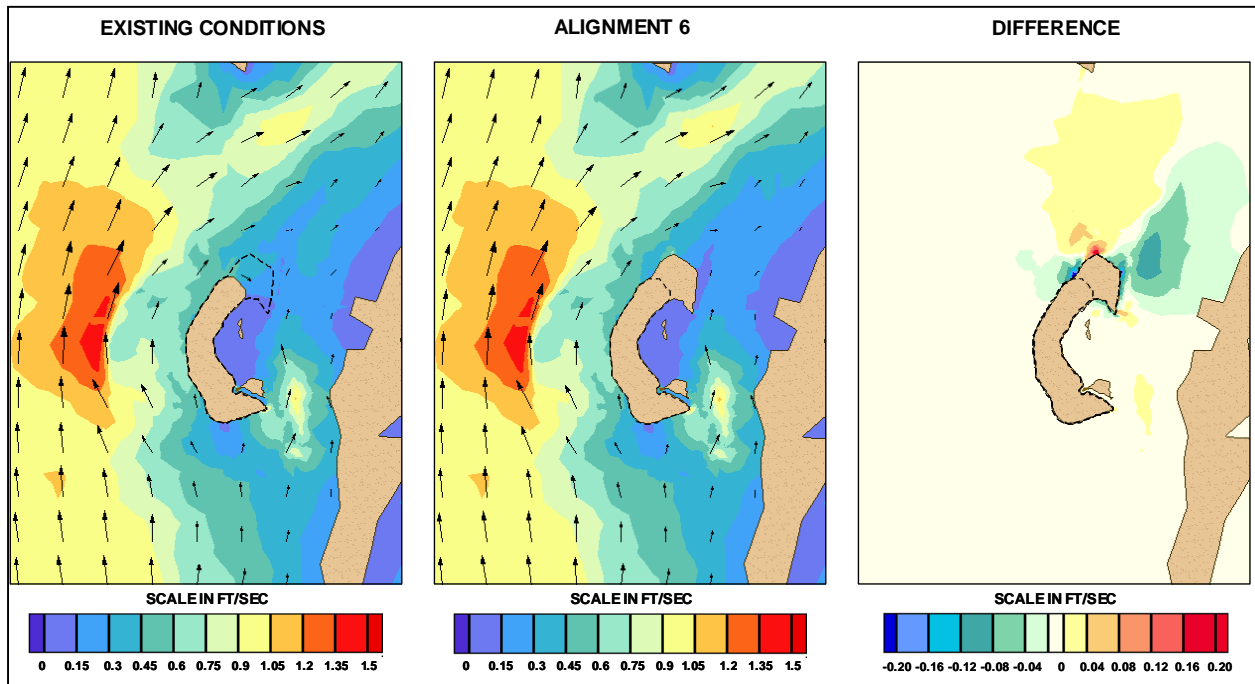 EXISTING CONDITIONS
ALIGNMENT 6
DIFFERENCE
SCALE IN FT/SEC
0 0.15 0.3 0.45 0.6 0.75 0.9 1.05 1.2 1.35 1.5
SCALE IN FT/SEC
0 0.15 0.3 0.45 0.6 0.75 0.9 1.05 1.2 1.35 1.5
SCALE IN FT/SEC
-0.20 -0.16 -0.12 -0.08 -0.04 0 0.04 0.08 0.12 0.16 0.20